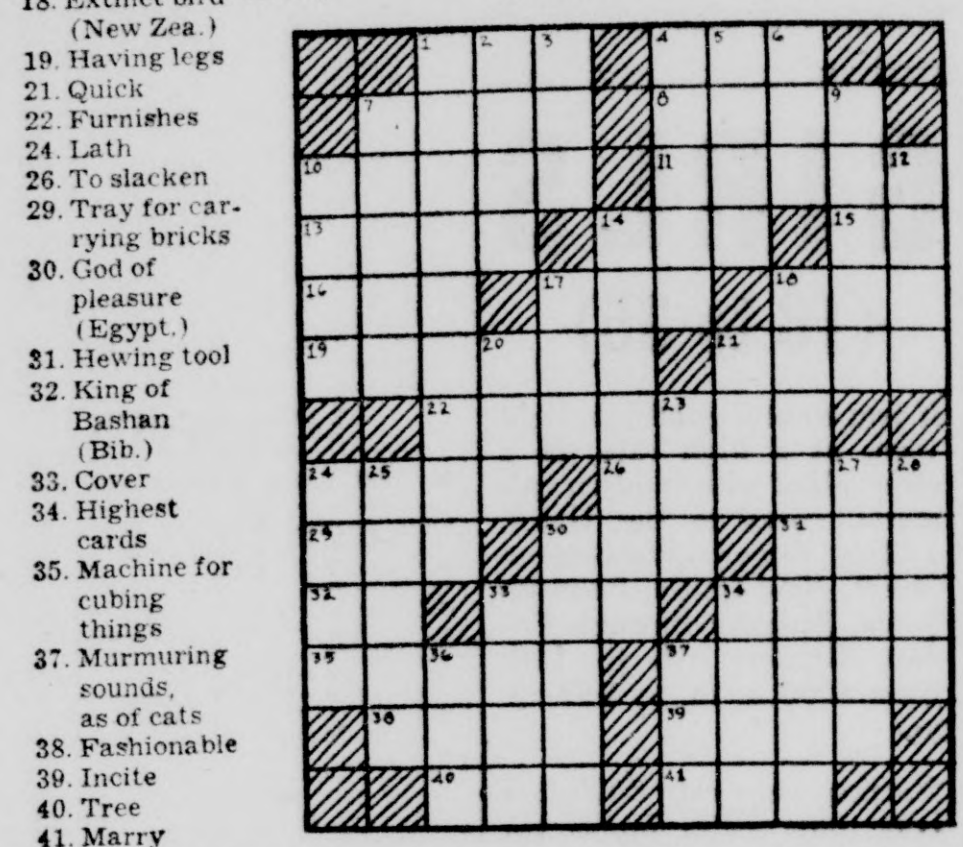 18. Extinct bird
(New Zea.)
19. Having legs
21. Quick
22. Furnishes
24. Lath
26. To slacken
29. Tray for car-
rying bricks
30. God of
pleasure
(Egypt.)
31. Hewing tool
32. King of
Bashan
(Bib.)
33. Cover
34. Highest
cards
35. Machine for
cubing
things
37. Murmuring
sounds,
as of cats
38. Fashionable
39. Incite
40. Tree
41. Marry
1 2 3 4 5 6
7 8 9
10 11 12
13 14 15
16 17 18
19 20 21
22 23
24 25 26 27 28
29 30 31
32 33 34
35 36 37
38 39
40 41